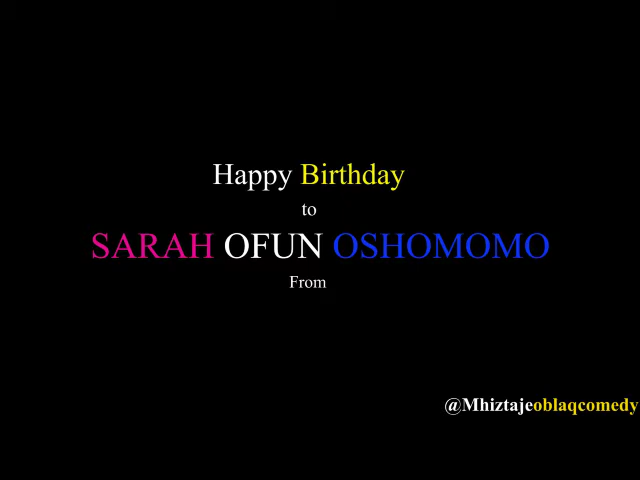 Happy Birthday
to
SARAH OFUN OSHOMOMO
From
@Mhiztajeoblaqcomedy